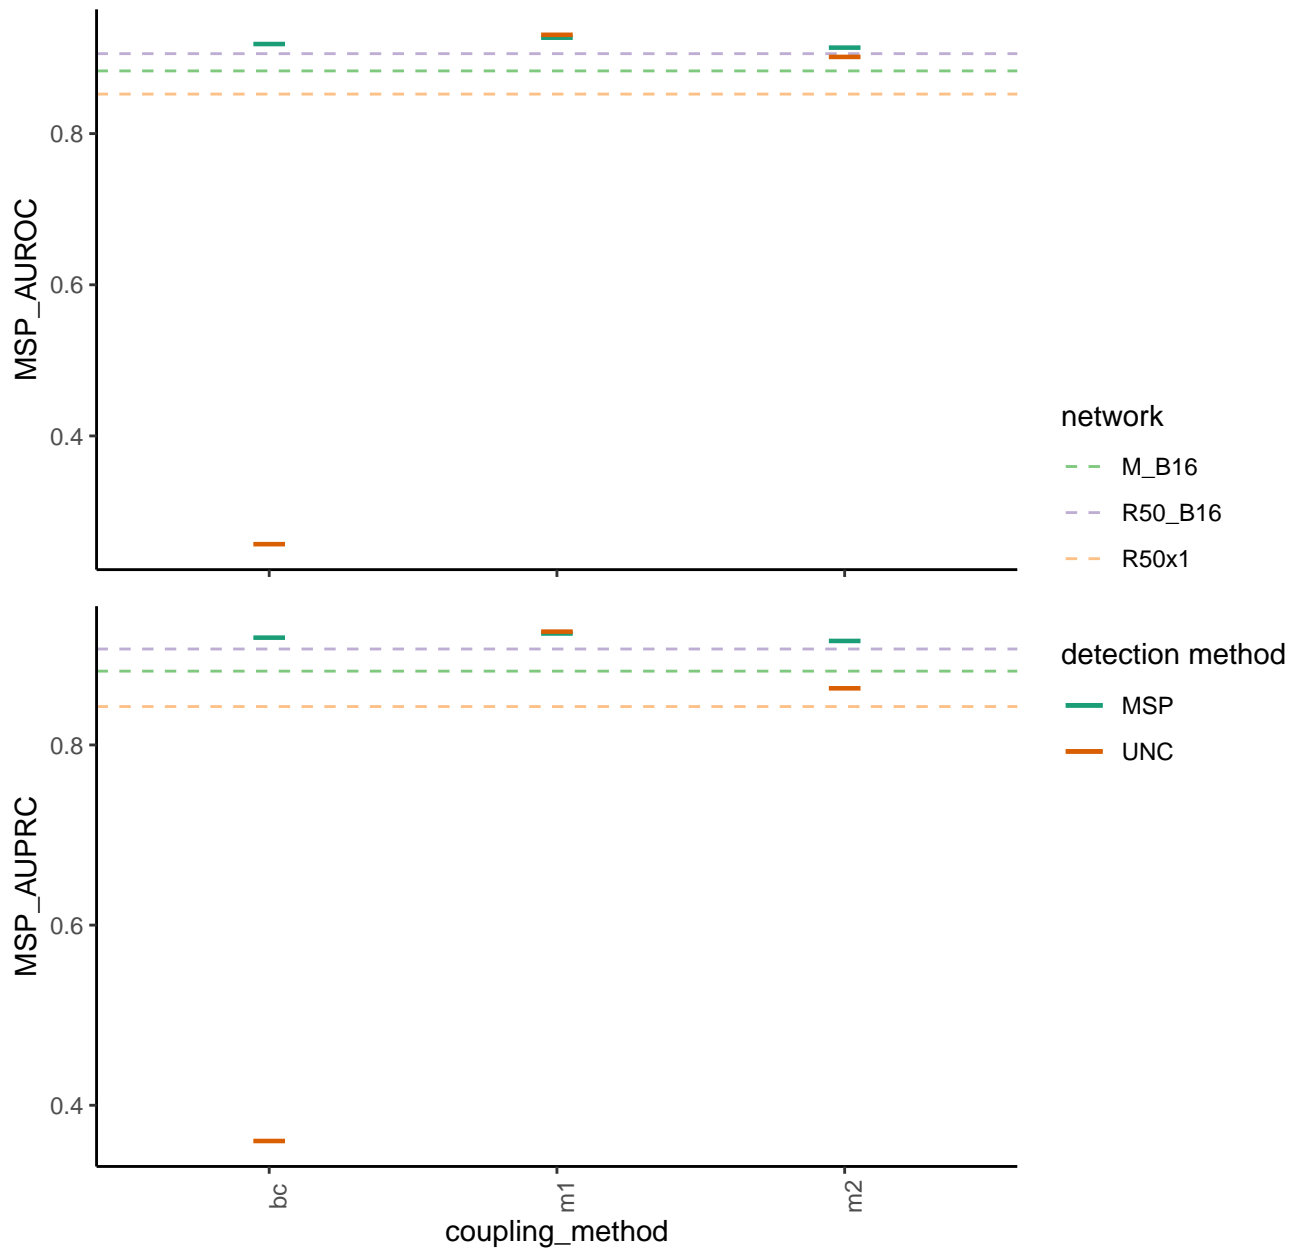 MSP_AUROC
0.8
0.6
0.4
MSP_AUPRC
0.8
0.6
0.4
bc
m1
m2
coupling_method
network
M_B16
R50_B16
R50x1
detection method
MSP
UNC